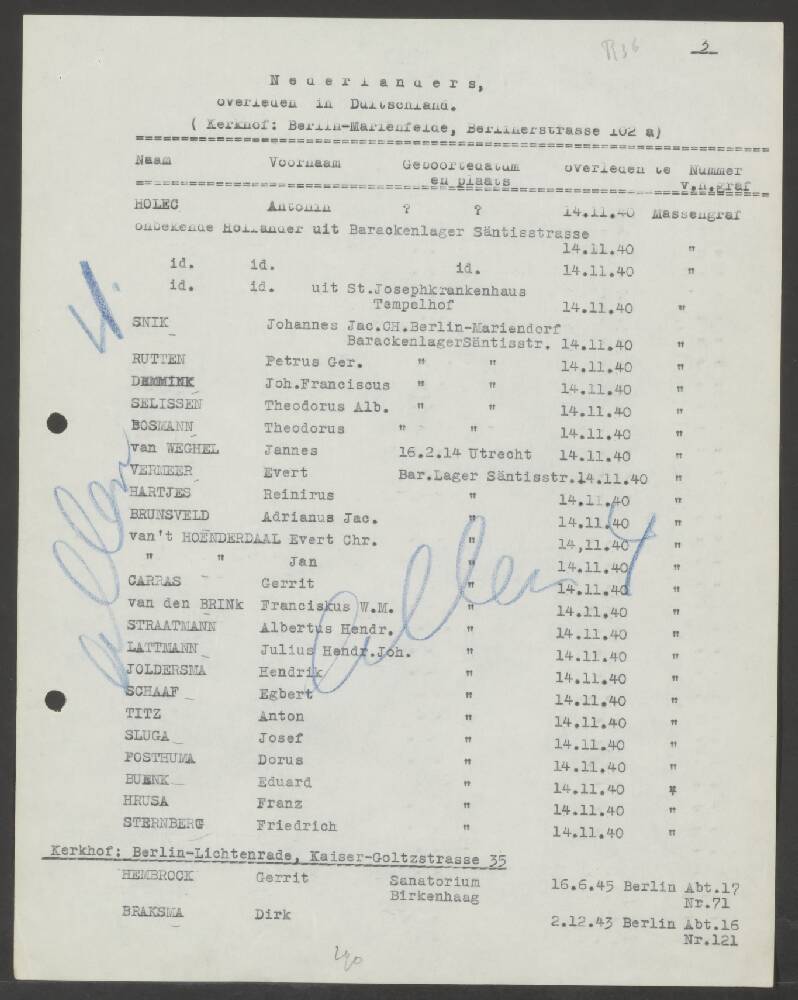 2
Nederlanders,
overleden in Duitschland.
( Kerkhof: Berlin-Marienfelde, Berlinerstrasse 102 a)
Naam Voornaam Geboortedatum overleden te Nummer
en plaats v.h.graf
HOLEC Antonin ? ? 14.11.40 Massengraf
onbekende Hollander uit Barackenlager Säntisstrasse
14.11.40 "
id. id. id. 14.11.40 "
id. id. uit St.Josephkrankenhaus
Tempelhof 14.11.40 "
SNIK Johannes Jac.CH.Berlin-Mariendorf
BarackenlagerSäntisstr. 14.11.40 "
RUTTEN Petrus Ger. " " 14.11.40 "
DEMMINK Joh.Franciscus " " 14.11.40 "
SELISSEN Theodorus Alb. " " 14.11.40 "
BOSMANN Theodorus " " 14.11.40 "
van WEGHEL Jannes 16.2.14 Utrecht 14.11.40 "
VERMEER Evert Bar.Lager Säntisstr.14.11.40 "
HARTJES Reinirus " 14.11.40 "
BRUNSVELD Adrianus Jac. " 14.11.40 "
van't HOENDERDAAL Evert Chr. " 14,11.40 "
" " Jan " 14.11.40 "
CARRAS Gerrit " 14.11.40 "
van den BRINk Franciskus W.M. " 14.11.40 "
STRAATMANN Albertus Hendr. " 14.11.40 "
LATTMANN Julius Hendr.Joh. " 14.11.40 "
JOLDERSMA Hendrik " 14.11.40 "
SCHAAF Egbert " 14.11.40 "
TITZ Anton " 14.11.40 "
SLUGA Josef " 14.11.40 "
POSTHUMA Dorus " 14.11.40 "
BUENK Eduard " 14.11.40 "
HRUSA Franz " 14.11.40 "
STERNBERG Friedrich " 14.11.40 "
Kerkhof: Berlin-Lichtenrade, Kaiser-Goltzstrasse 35
HEMBROCK Gerrit Sanatorium 16.6.45 Berlin Abt.17
Birkenhaag Nr.71
BRAKSMA Dirk 2.12.43 Berlin Abt.16
Nr.121